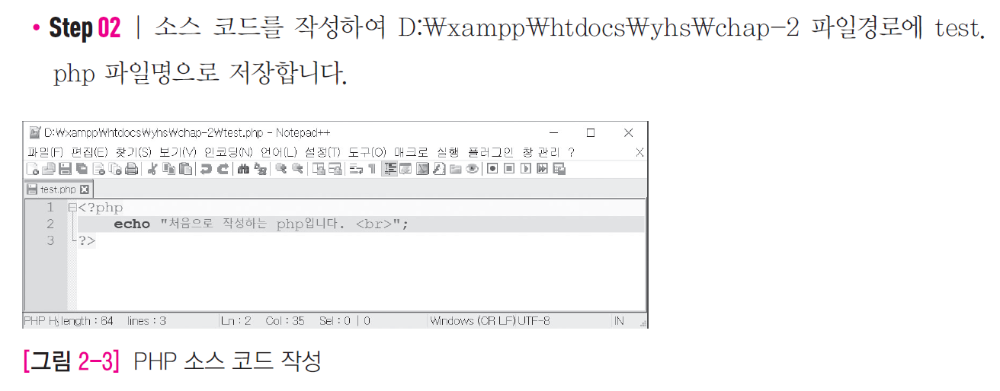 • Step 02 | 소스 코드를 작성하여 D:₩xampp₩htdocs₩yhs₩chap-2 파일경로에 test.
php 파일명으로 저장합니다.
D:₩xampp₩htdocs₩yhs₩chap-2₩test.php - Notepad++
파일(F) 편집(E) 찾기(S) 보기(V) 인코딩(N) 언어(L) 설정(T) 도구(O) 매크로 실행 플러그인 창 관리 ? X
test.php
1 <?php
2 echo "처음으로 작성하는 php입니다. <br>";
3 ?>
PHP Hy length : 64 lines : 3 Ln : 2 Col : 35 Sel : 0 | 0 Windows (CR LF) UTF-8 IN
[그림 2-3] PHP 소스 코드 작성